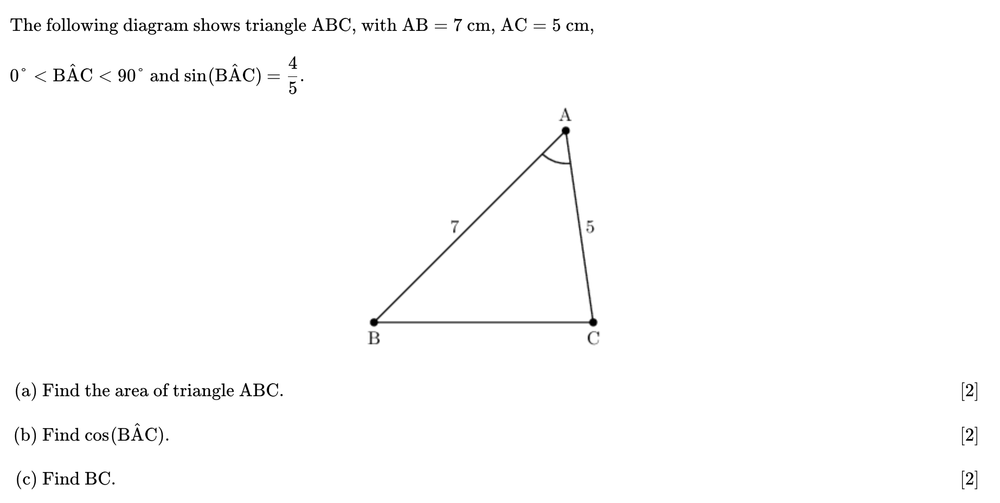 The following diagram shows triangle ABC, with AB = 7 cm, AC = 5 cm,
0° < BÂC < 90° and sin(BÂC) = 4/5.
A
7
5
B
C
(a) Find the area of triangle ABC. [2]
(b) Find cos(BÂC). [2]
(c) Find BC. [2]